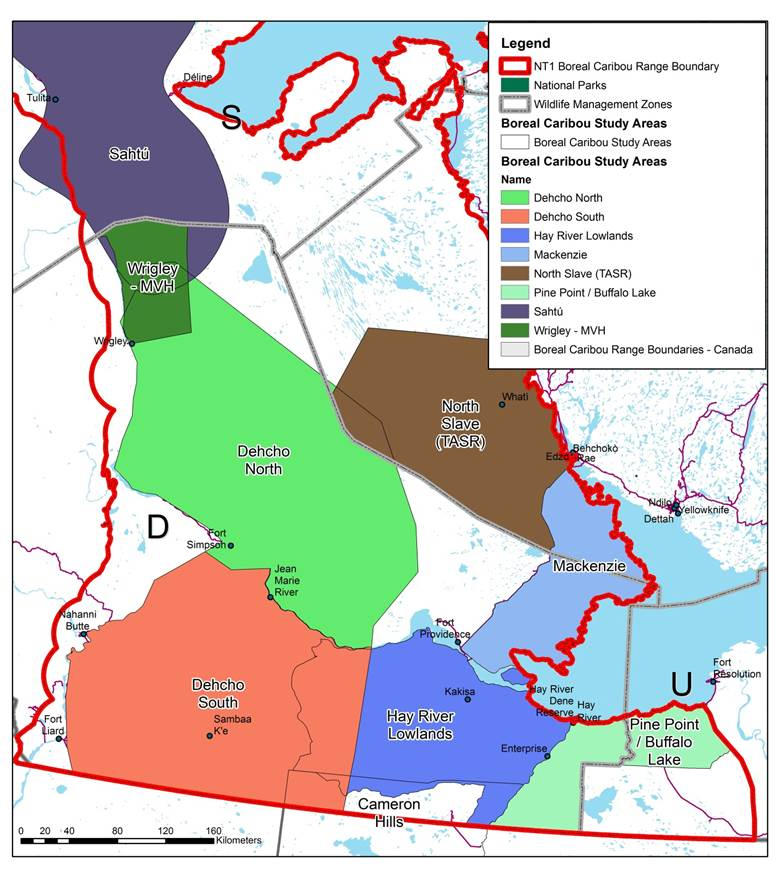 Legend
NT1 Boreal Caribou Range Boundary
National Parks
Wildlife Management Zones
Boreal Caribou Study Areas
Boreal Caribou Study Areas
Boreal Caribou Study Areas
Name
Dehcho North
Dehcho South
Hay River Lowlands
Mackenzie
North Slave (TASR)
Pine Point / Buffalo Lake
Sahtú
Wrigley - MVH
Boreal Caribou Range Boundaries - Canada
Déline
Tulita
S
Sahtú
Wrigley
- MVH
Wrigley
North
Slave
(TASR)
Whatì
Dehcho
North
Edzo
Behchokò
Rae
Ndilo
Yellowknife
Dettah
D
Fort
Simpson
Jean
Marie
River
Mackenzie
Nahanni
Butte
Fort
Providence
Fort
Resolution
U
Dehcho
South
Sambaa
K'e
Kakisa
Hay River
Dene
Reserve
Hay
River
Hay River
Lowlands
Fort
Liard
Enterprise
Pine Point
/ Buffalo
Lake
Cameron
Hills
0 20 40 80 120 160
Kilometers